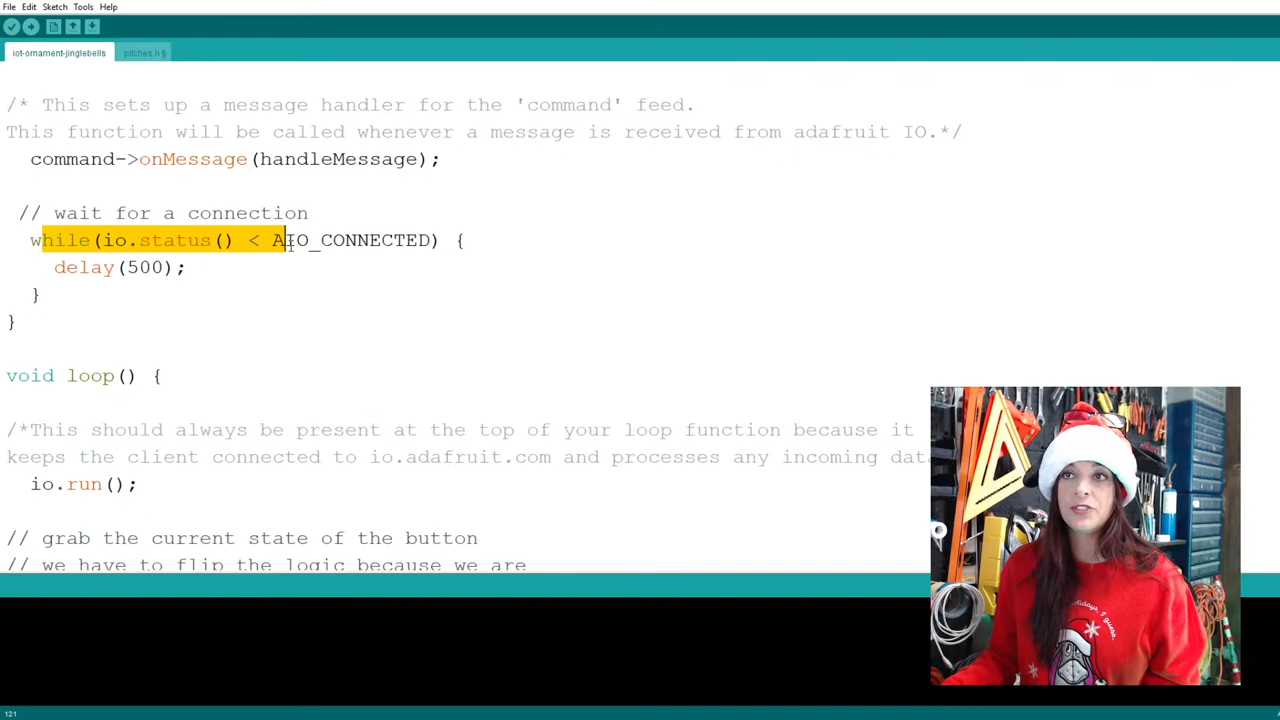 File Edit Sketch Tools Help
iot-ornament-jinglebells pitches.h §
/* This sets up a message handler for the 'command' feed.
This function will be called whenever a message is received from adafruit IO.*/
command->onMessage(handleMessage);
// wait for a connection
while(io.status() < AIO_CONNECTED) {
delay(500);
}
}
void loop() {
/*This should always be present at the top of your loop function because it
keeps the client connected to io.adafruit.com and processes any incoming dat
io.run();
// grab the current state of the button
// we have to flip the logic because we are
holidays, I guess.
121